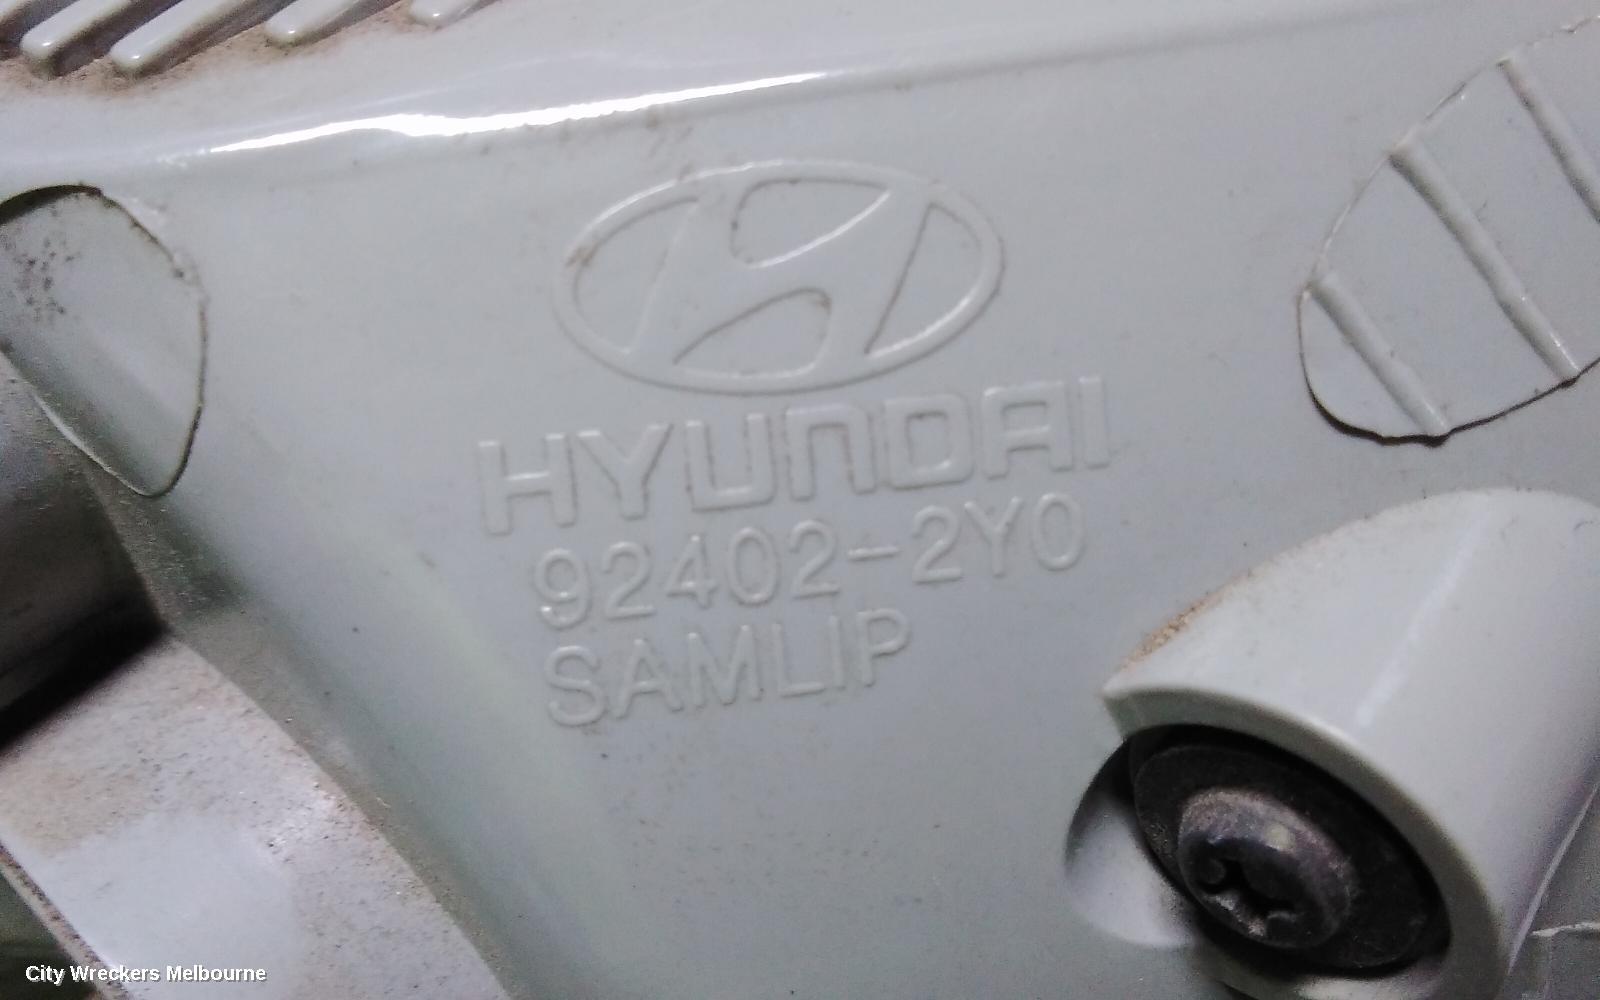 HYUNDAI
92402-2Y0
SAMLIP
City Wreckers Melbourne